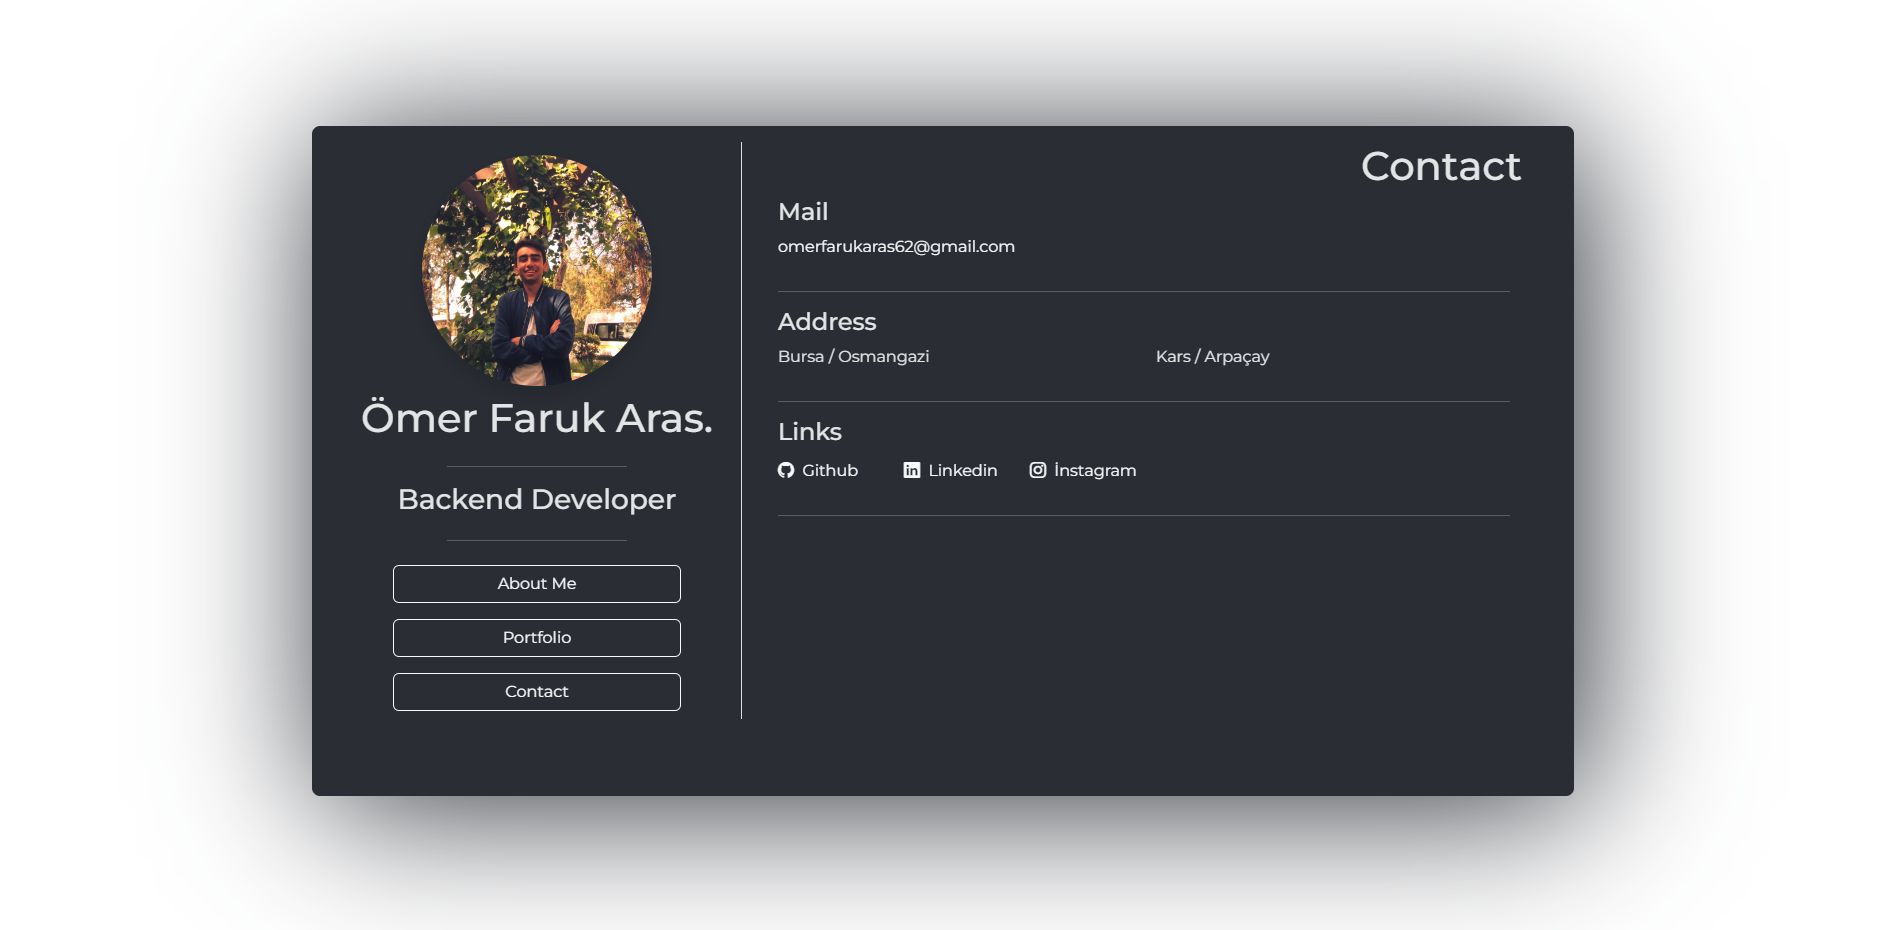 Ömer Faruk Aras.
Backend Developer
About Me
Portfolio
Contact
Contact
Mail
omerfarukaras62@gmail.com
Address
Bursa / Osmangazi Kars / Arpaçay
Links
Github Linkedin İnstagram